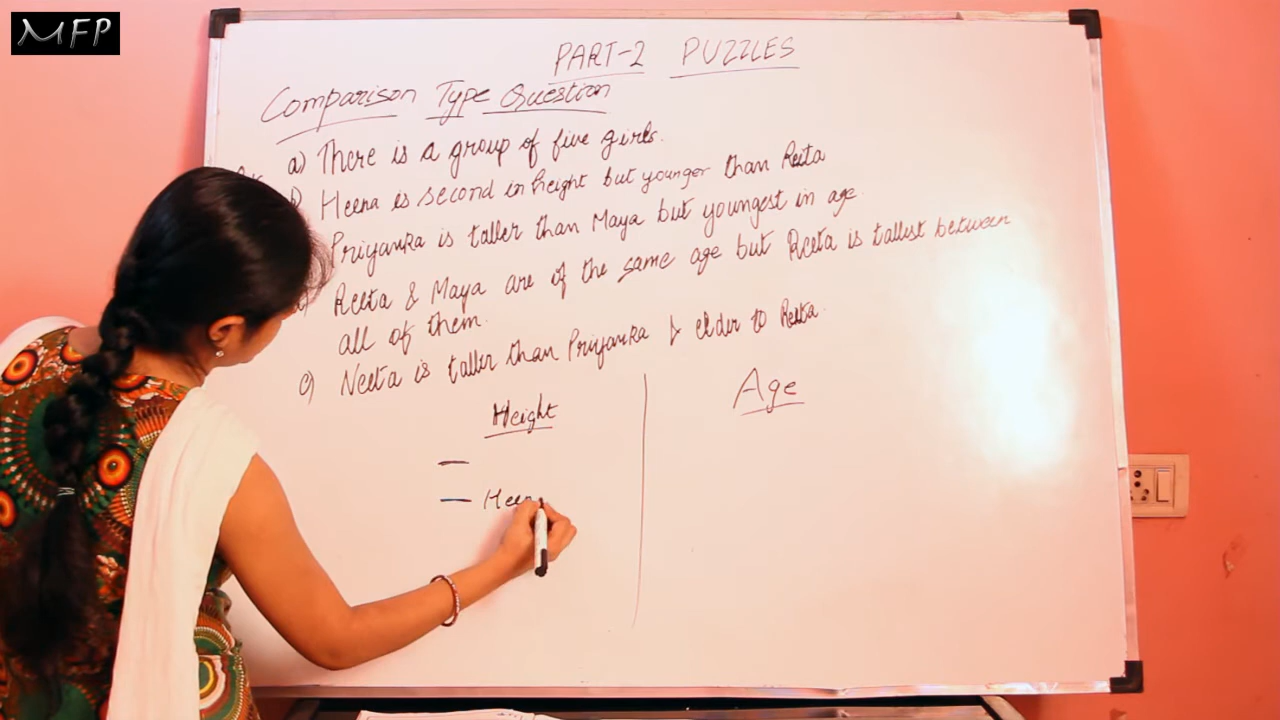 MFP
PART-2 PUZZLES
Comparison Type Question
a) There is a group of five girls.
Heena is second in height but younger than Reeta
Priyanka is taller than Maya but youngest in age.
Reeta & Maya are of the same age but Reeta is tallest between
all of them.
e) Neeta is taller than Priyanka & elder to Reeta.
Height
Age
—
— Heen